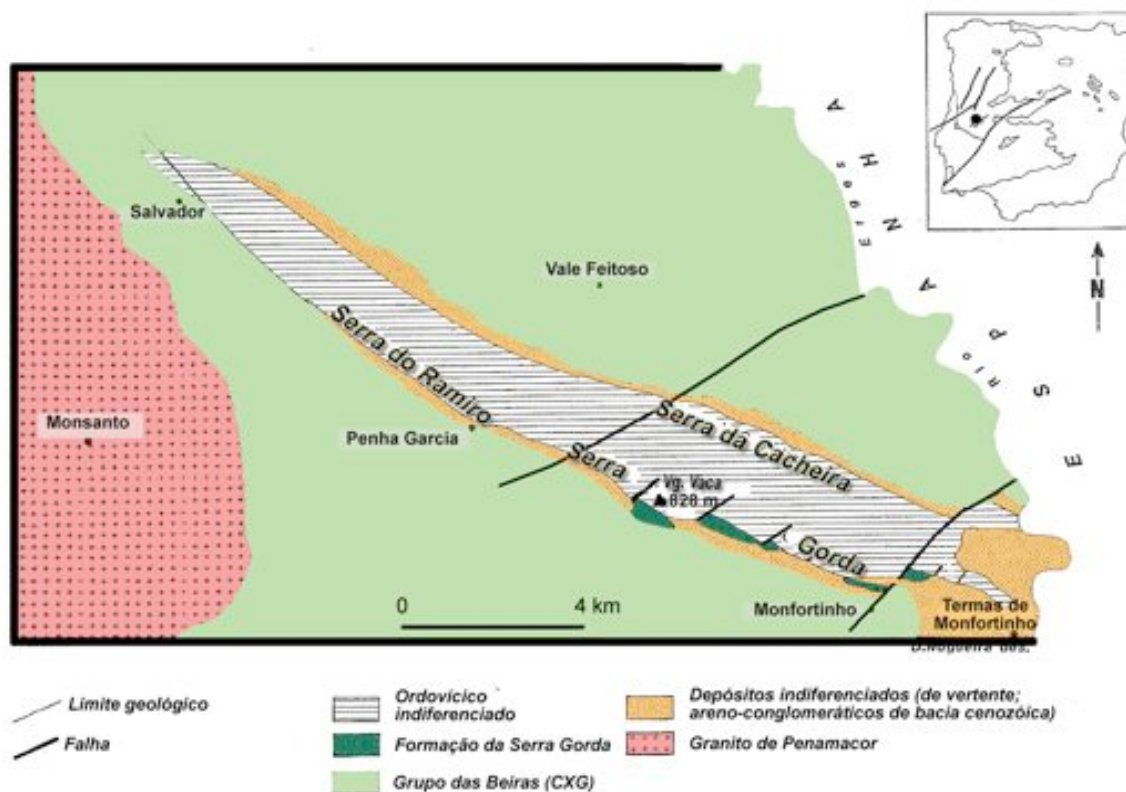 ESPANHA
Rio Erges
N
Salvador
Vale Feitoso
Serra do Ramiro
Monsanto
Penha Garcia
Serra da Cacheira
Serra
Vg. Vaca
828 m
Gorda
0 4 km
Monfortinho
Termas de
Monfortinho
D.Nogueira des.
Limite geológico
Falha
Ordovícico
indiferenciado
Formação da Serra Gorda
Grupo das Beiras (CXG)
Depósitos indiferenciados (de vertente;
areno-conglomeráticos de bacia cenozóica)
Granito de Penamacor